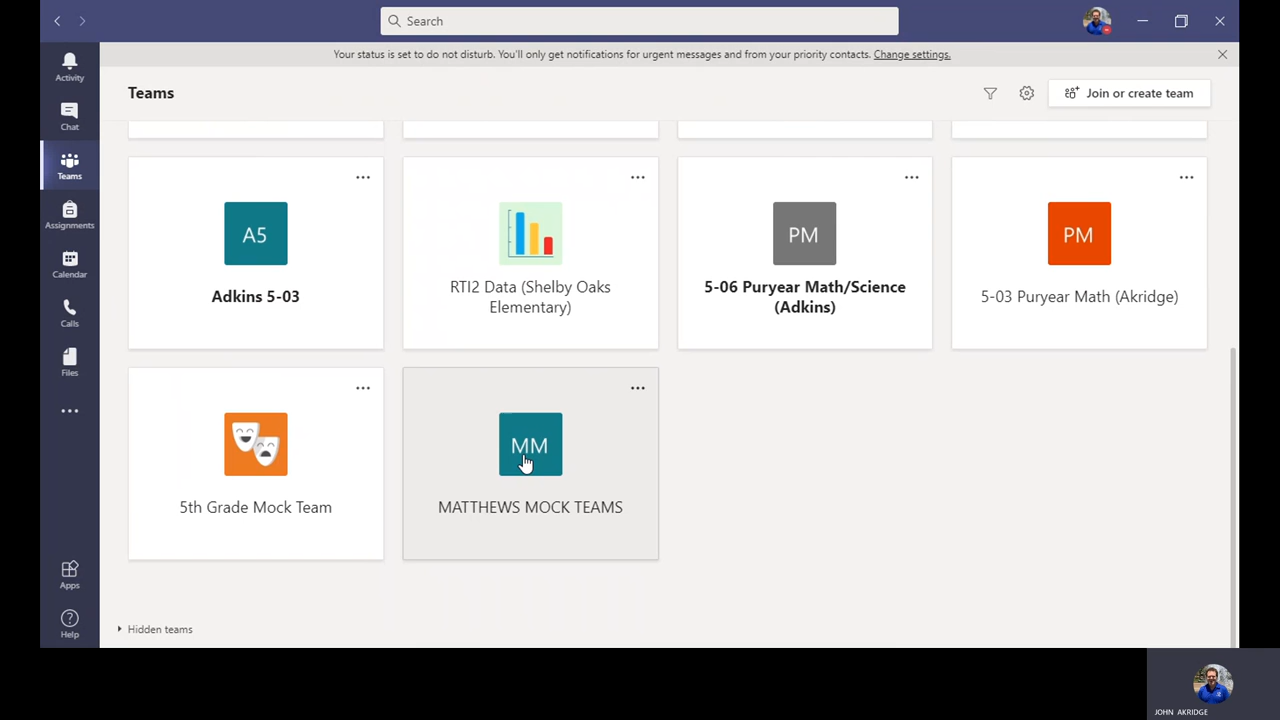 Search
Your status is set to do not disturb. You'll only get notifications for urgent messages and from your priority contacts. Change settings.
Activity
Chat
Teams
Assignments
Calendar
Calls
Files
Apps
Help
Teams
Join or create team
A5
Adkins 5-03
RTI2 Data (Shelby Oaks
Elementary)
PM
5-06 Puryear Math/Science
(Adkins)
PM
5-03 Puryear Math (Akridge)
5th Grade Mock Team
MM
MATTHEWS MOCK TEAMS
Hidden teams
JOHN AKRIDGE